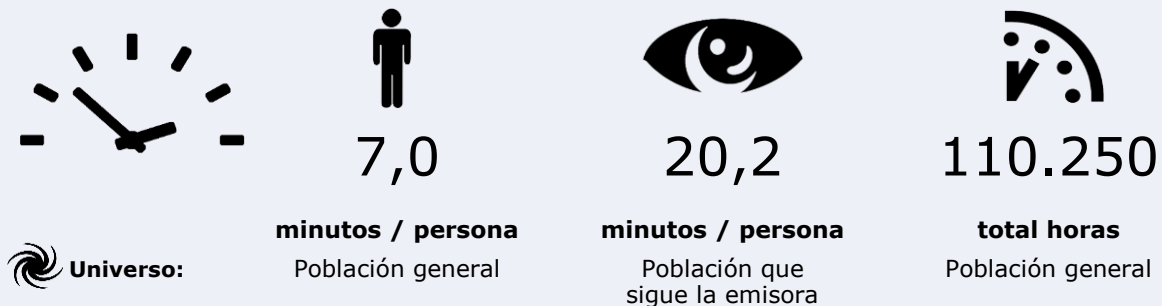 7,0
20,2
110.250
minutos / persona
minutos / persona
total horas
Universo:
Población general
Población que
sigue la emisora
Población general